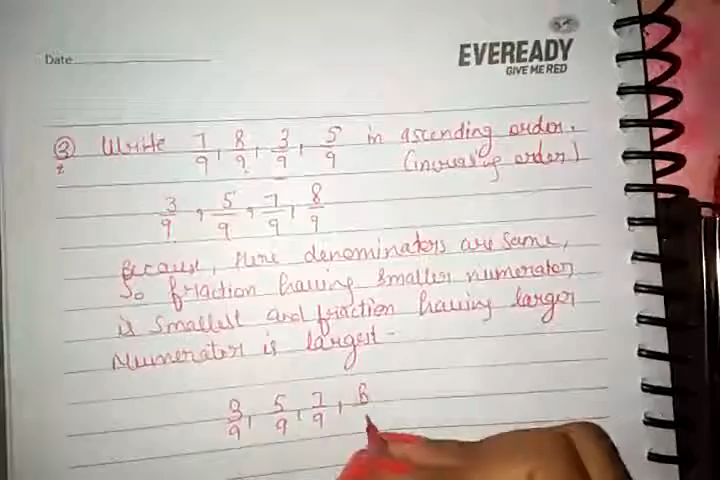 Date
EVEREADY
GIVE ME RED
③ Write 7/9, 8/9, 3/9, 5/9 in ascending order.
(increasing order)
3/9, 5/9, 7/9, 8/9
Because, Here denominators are same,
So fraction having smaller numerator
is smallest and fraction having larger
Numerator is largest.
3/9, 5/9, 7/9, 8